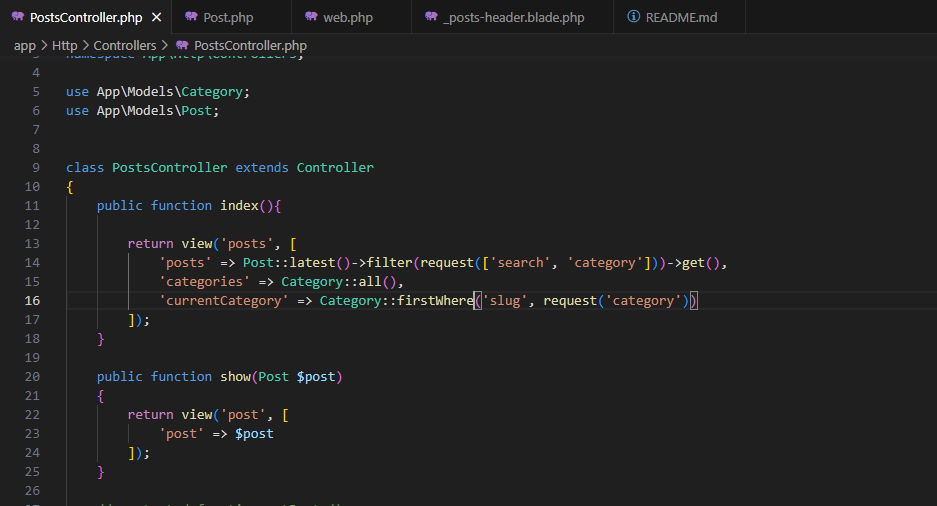 PostsController.php
Post.php
web.php
_posts-header.blade.php
README.md
app > Http > Controllers > PostsController.php
4
5 use App\Models\Category;
6 use App\Models\Post;
7
8
9 class PostsController extends Controller
10 {
11 public function index(){
12
13 return view('posts', [
14 'posts' => Post::latest()->filter(request(['search', 'category']))->get(),
15 'categories' => Category::all(),
16 'currentCategory' => Category::firstWhere('slug', request('category'))
17 ]);
18 }
19
20 public function show(Post $post)
21 {
22 return view('post', [
23 'post' => $post
24 ]);
25 }
26